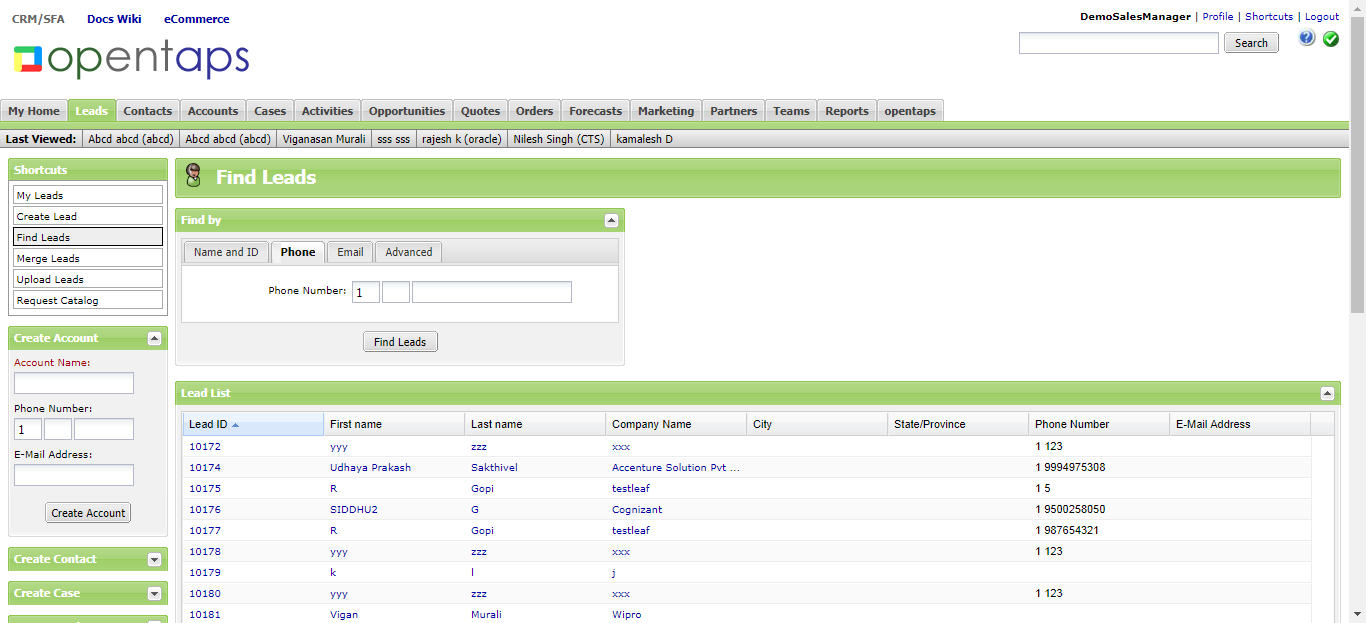 CRM/SFA Docs Wiki eCommerce
DemoSalesManager | Profile | Shortcuts | Logout
opentaps
Search
My Home Leads Contacts Accounts Cases Activities Opportunities Quotes Orders Forecasts Marketing Partners Teams Reports opentaps
Last Viewed: Abcd abcd (abcd) Abcd abcd (abcd) Viganasan Murali sss sss rajesh k (oracle) Nilesh Singh (CTS) kamalesh D
Shortcuts
My Leads
Create Lead
Find Leads
Merge Leads
Upload Leads
Request Catalog
Create Account
Account Name:
Phone Number:
1
E-Mail Address:
Create Account
Create Contact
Create Case
Find Leads
Find by
Name and ID Phone Email Advanced
Phone Number: 1
Find Leads
Lead List
Lead ID First name Last name Company Name City State/Province Phone Number E-Mail Address
10172 yyy zzz xxx 1 123
10174 Udhaya Prakash Sakthivel Accenture Solution Pvt ... 1 9994975308
10175 R Gopi testleaf 1 5
10176 SIDDHU2 G Cognizant 1 9500258050
10177 R Gopi testleaf 1 987654321
10178 yyy zzz xxx 1 123
10179 k l j
10180 yyy zzz xxx 1 123
10181 Vigan Murali Wipro